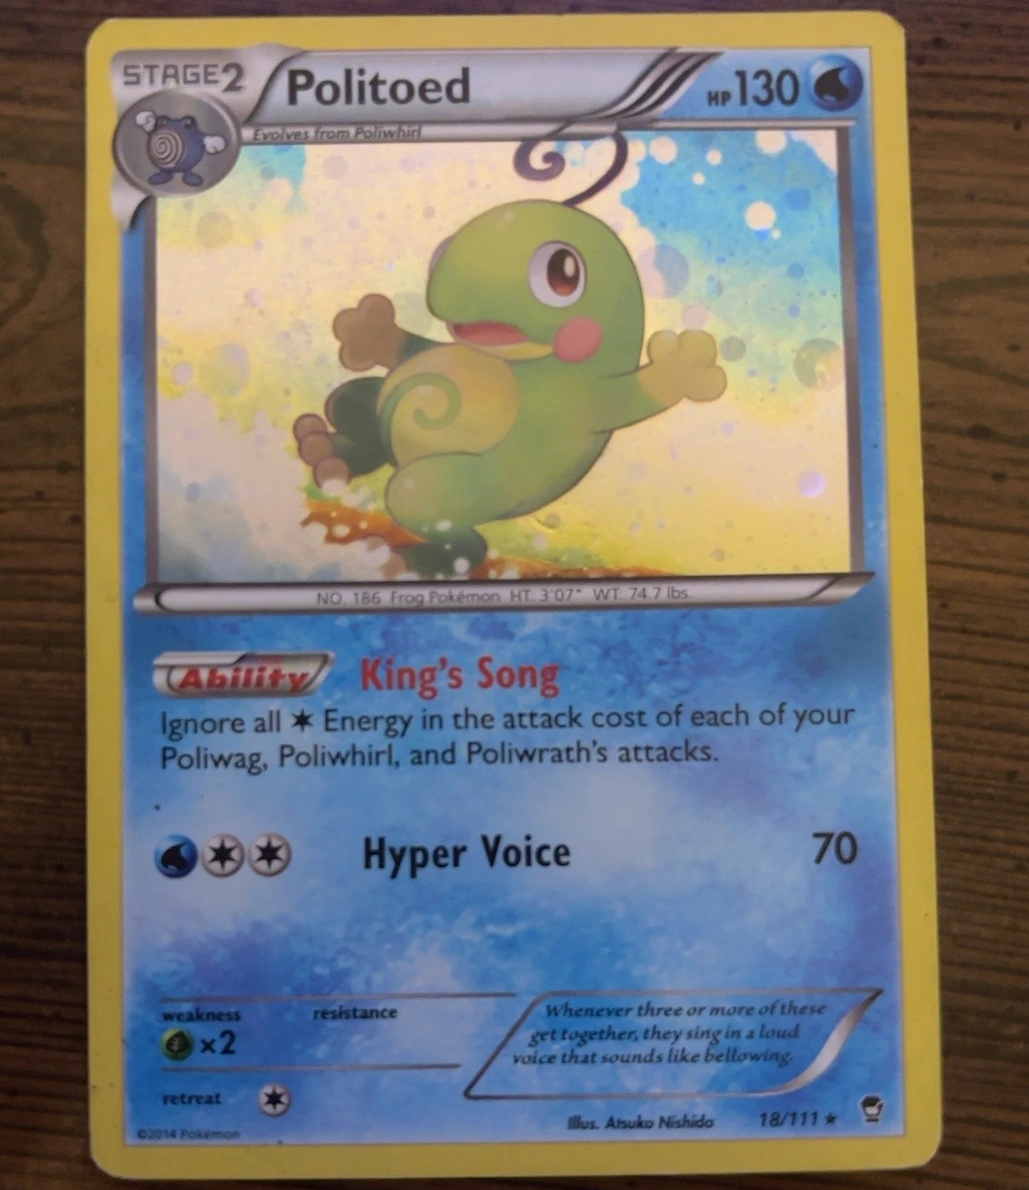 STAGE2 Politoed HP130
Evolves from Poliwhirl
NO. 186 Frog Pokémon HT: 3'07" WT: 74.7 lbs.
Ability King's Song
Ignore all Energy in the attack cost of each of your
Poliwag, Poliwhirl, and Poliwrath's attacks.
Hyper Voice 70
weakness resistance
×2
Whenever three or more of these
get together, they sing in a loud
voice that sounds like bellowing.
retreat
Illus. Atsuko Nishida 18/111
©2014 Pokémon